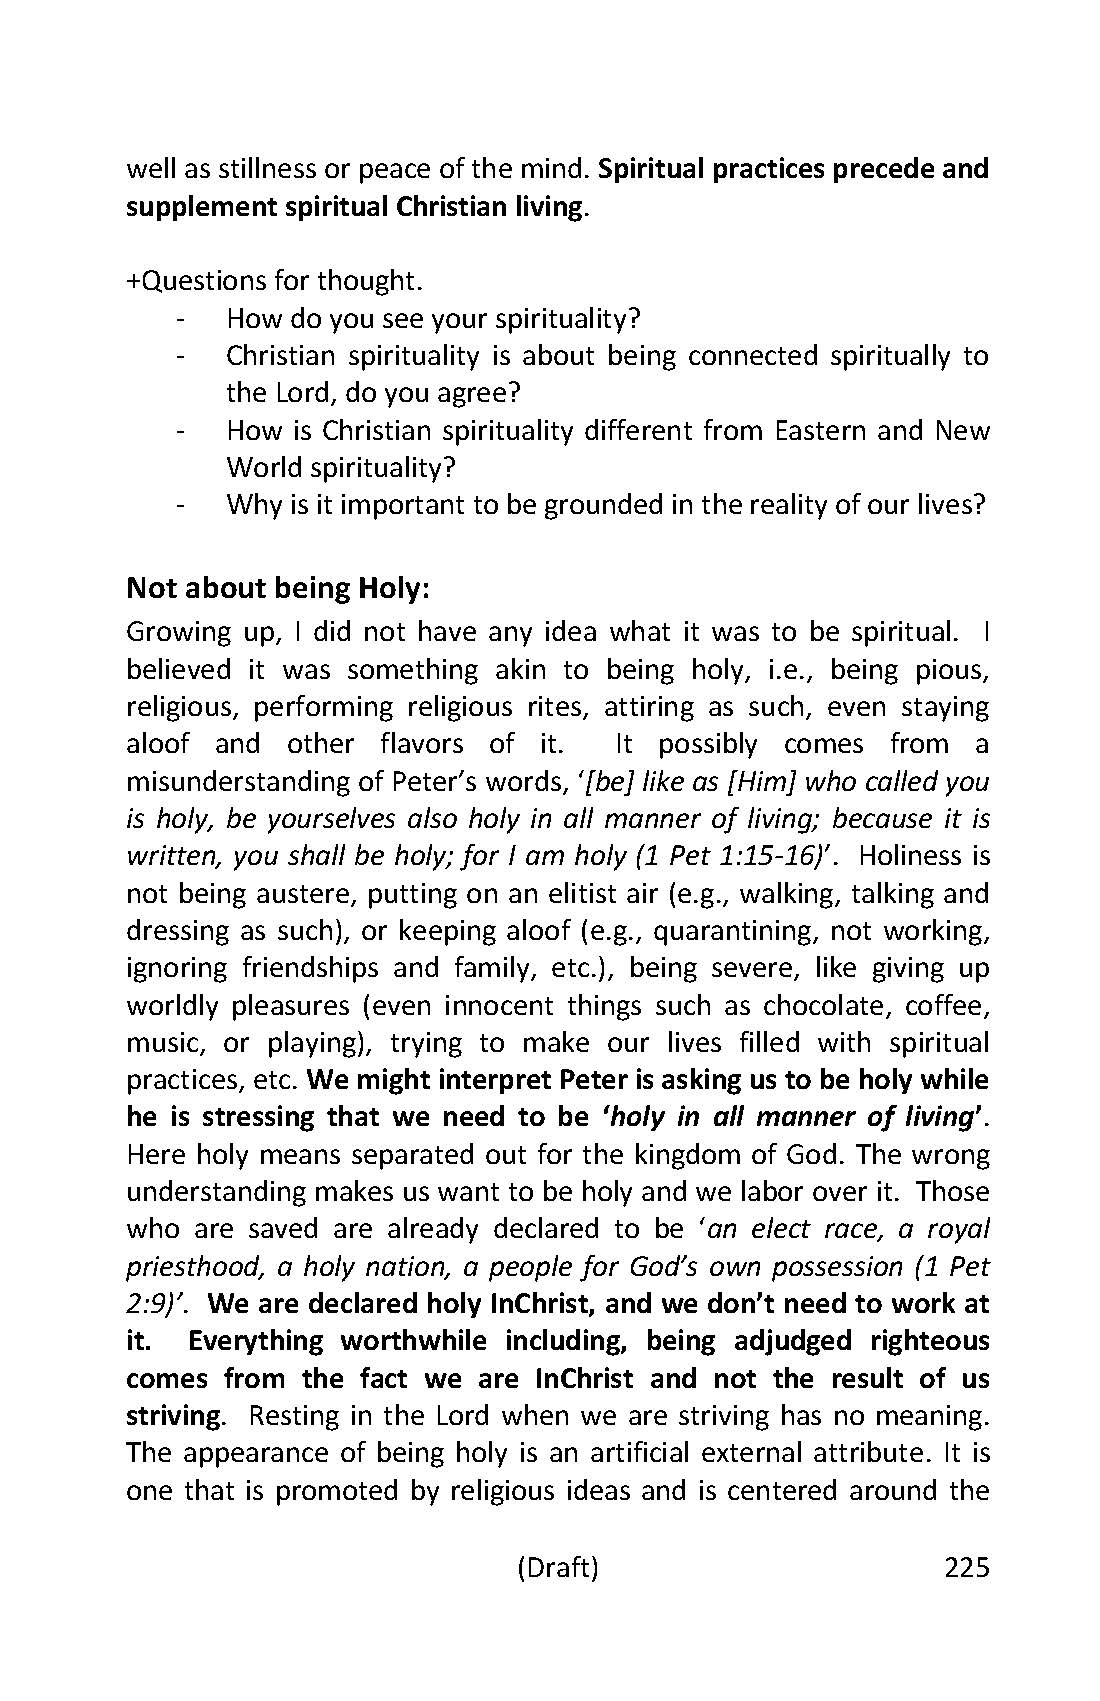 well as stillness or peace of the mind. Spiritual practices precede and
supplement spiritual Christian living.
+Questions for thought.
- How do you see your spirituality?
- Christian spirituality is about being connected spiritually to
the Lord, do you agree?
- How is Christian spirituality different from Eastern and New
World spirituality?
- Why is it important to be grounded in the reality of our lives?
Not about being Holy:
Growing up, I did not have any idea what it was to be spiritual. I
believed it was something akin to being holy, i.e., being pious,
religious, performing religious rites, attiring as such, even staying
aloof and other flavors of it. It possibly comes from a
misunderstanding of Peter’s words, ‘[be] like as [Him] who called you
is holy, be yourselves also holy in all manner of living; because it is
written, you shall be holy; for I am holy (1 Pet 1:15-16)’. Holiness is
not being austere, putting on an elitist air (e.g., walking, talking and
dressing as such), or keeping aloof (e.g., quarantining, not working,
ignoring friendships and family, etc.), being severe, like giving up
worldly pleasures (even innocent things such as chocolate, coffee,
music, or playing), trying to make our lives filled with spiritual
practices, etc. We might interpret Peter is asking us to be holy while
he is stressing that we need to be ‘holy in all manner of living’.
Here holy means separated out for the kingdom of God. The wrong
understanding makes us want to be holy and we labor over it. Those
who are saved are already declared to be ‘an elect race, a royal
priesthood, a holy nation, a people for God’s own possession (1 Pet
2:9)’. We are declared holy InChrist, and we don’t need to work at
it. Everything worthwhile including, being adjudged righteous
comes from the fact we are InChrist and not the result of us
striving. Resting in the Lord when we are striving has no meaning.
The appearance of being holy is an artificial external attribute. It is
one that is promoted by religious ideas and is centered around the
(Draft) 225